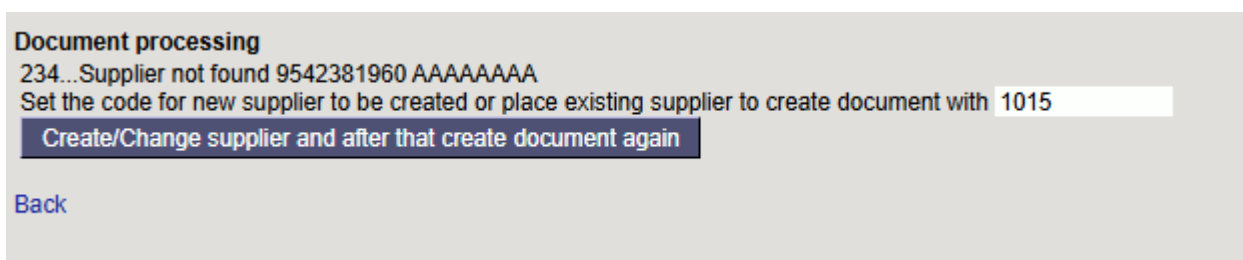 Document processing
234...Supplier not found 9542381960 AAAAAAAA
Set the code for new supplier to be created or place existing supplier to create document with 1015
Create/Change supplier and after that create document again
Back